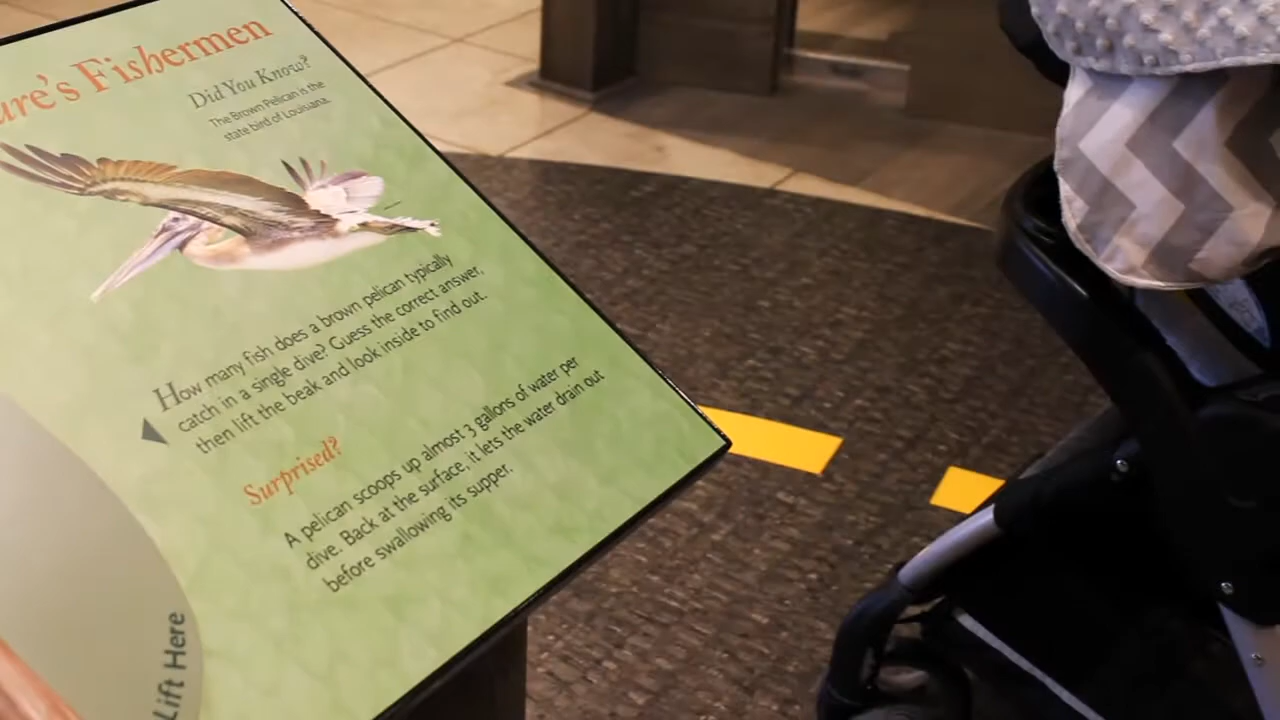 ure's Fishermen
Did You Know?
The Brown Pelican is the
state bird of Louisiana.
How many fish does a brown pelican typically
catch in a single dive? Guess the correct answer,
then lift the beak and look inside to find out.
Surprised?
A pelican scoops up almost 3 gallons of water per
dive. Back at the surface, it lets the water drain out
before swallowing its supper.
Lift Here